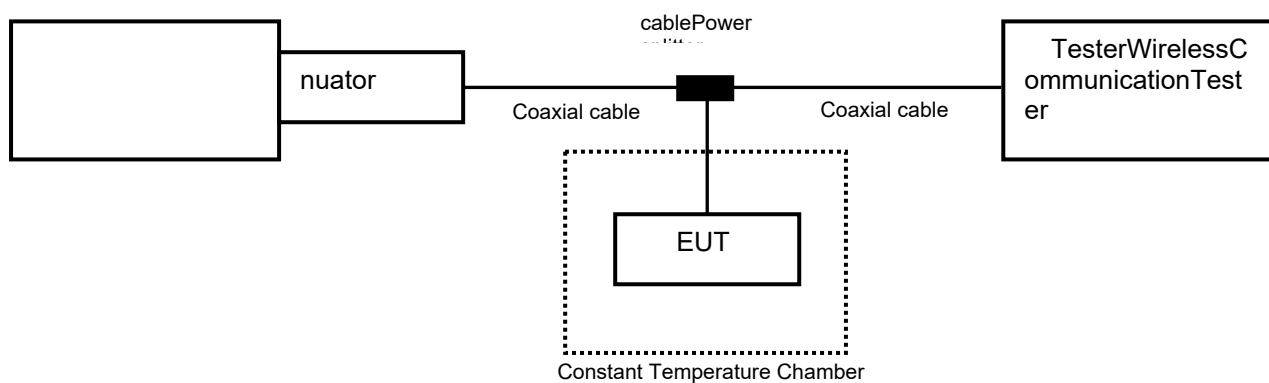 cablePower
nuator
TesterWirelessC
ommunicationTest
er
Coaxial cable
Coaxial cable
EUT
Constant Temperature Chamber